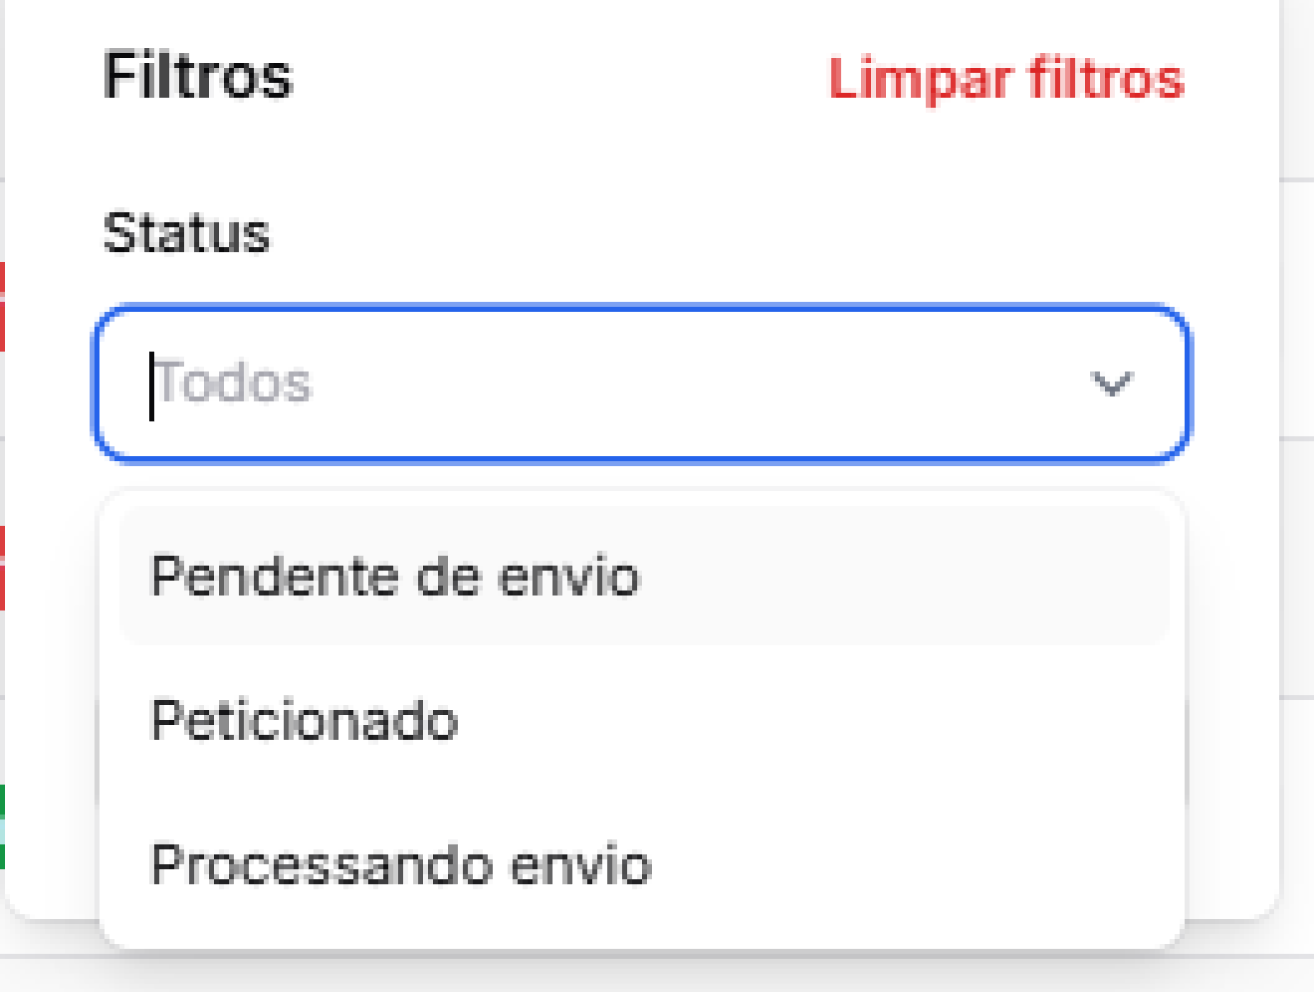 Filtros
Limpar filtros
Status
Todos
Pendente de envio
Peticionado
Processando envio